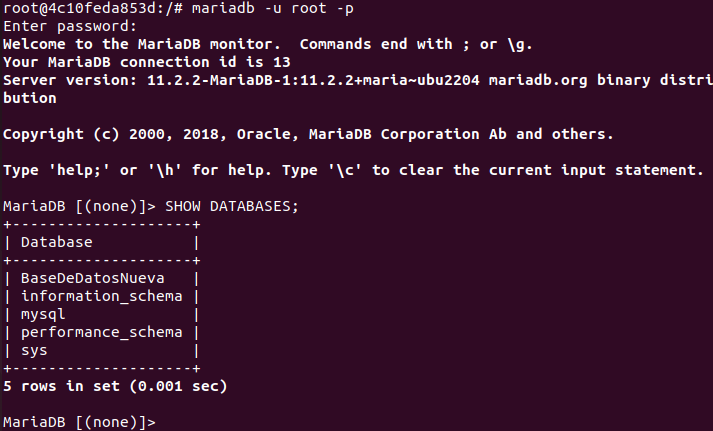 root@4c10feda853d:/# mariadb -u root -p
Enter password:
Welcome to the MariaDB monitor.  Commands end with ; or \g.
Your MariaDB connection id is 13
Server version: 11.2.2-MariaDB-1:11.2.2+maria~ubu2204 mariadb.org binary distri
bution
Copyright (c) 2000, 2018, Oracle, MariaDB Corporation Ab and others.
Type 'help;' or '\h' for help. Type '\c' to clear the current input statement.
MariaDB [(none)]> SHOW DATABASES;
+--------------------+
| Database           |
+--------------------+
| BaseDeDatosNueva   |
| information_schema |
| mysql              |
| performance_schema |
| sys                |
+--------------------+
5 rows in set (0.001 sec)
MariaDB [(none)]>